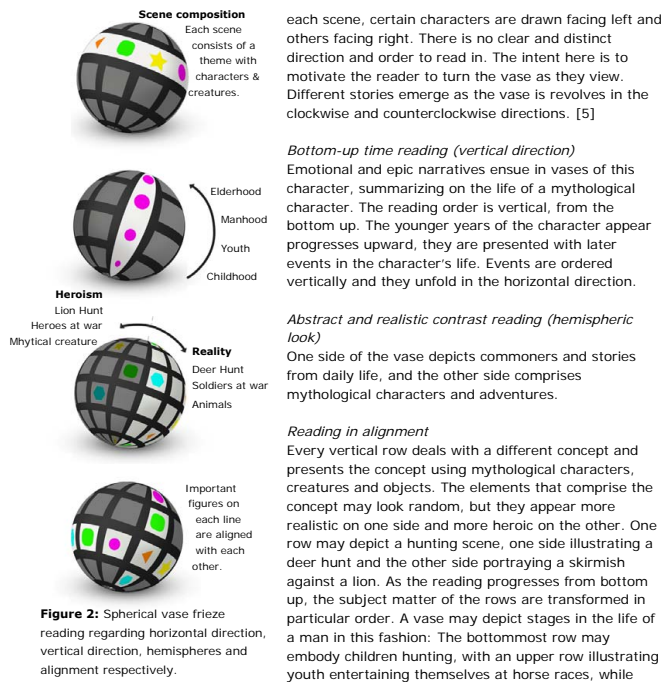 Scene composition
Each scene
consists of a
theme with
characters &
creatures.
Elderhood
Manhood
Youth
Childhood
Heroism
Lion Hunt
Heroes at war
Mhytical creature
Reality
Deer Hunt
Soldiers at war
Animals
Important
figures on
each line
are aligned
with each
other.
Figure 2: Spherical vase frieze
reading regarding horizontal direction,
vertical direction, hemispheres and
alignment respectively.
each scene, certain characters are drawn facing left and
others facing right. There is no clear and distinct
direction and order to read in. The intent here is to
motivate the reader to turn the vase as they view.
Different stories emerge as the vase is revolves in the
clockwise and counterclockwise directions. [5]
Bottom-up time reading (vertical direction)
Emotional and epic narratives ensue in vases of this
character, summarizing on the life of a mythological
character. The reading order is vertical, from the
bottom up. The younger years of the character appear
progresses upward, they are presented with later
events in the character's life. Events are ordered
vertically and they unfold in the horizontal direction.
Abstract and realistic contrast reading (hemispheric
look)
One side of the vase depicts commoners and stories
from daily life, and the other side comprises
mythological characters and adventures.
Reading in alignment
Every vertical row deals with a different concept and
presents the concept using mythological characters,
creatures and objects. The elements that comprise the
concept may look random, but they appear more
realistic on one side and more heroic on the other. One
row may depict a hunting scene, one side illustrating a
deer hunt and the other side portraying a skirmish
against a lion. As the reading progresses from bottom
up, the subject matter of the rows are transformed in
particular order. A vase may depict stages in the life of
a man in this fashion: The bottommost row may
embody children hunting, with an upper row illustrating
youth entertaining themselves at horse races, while